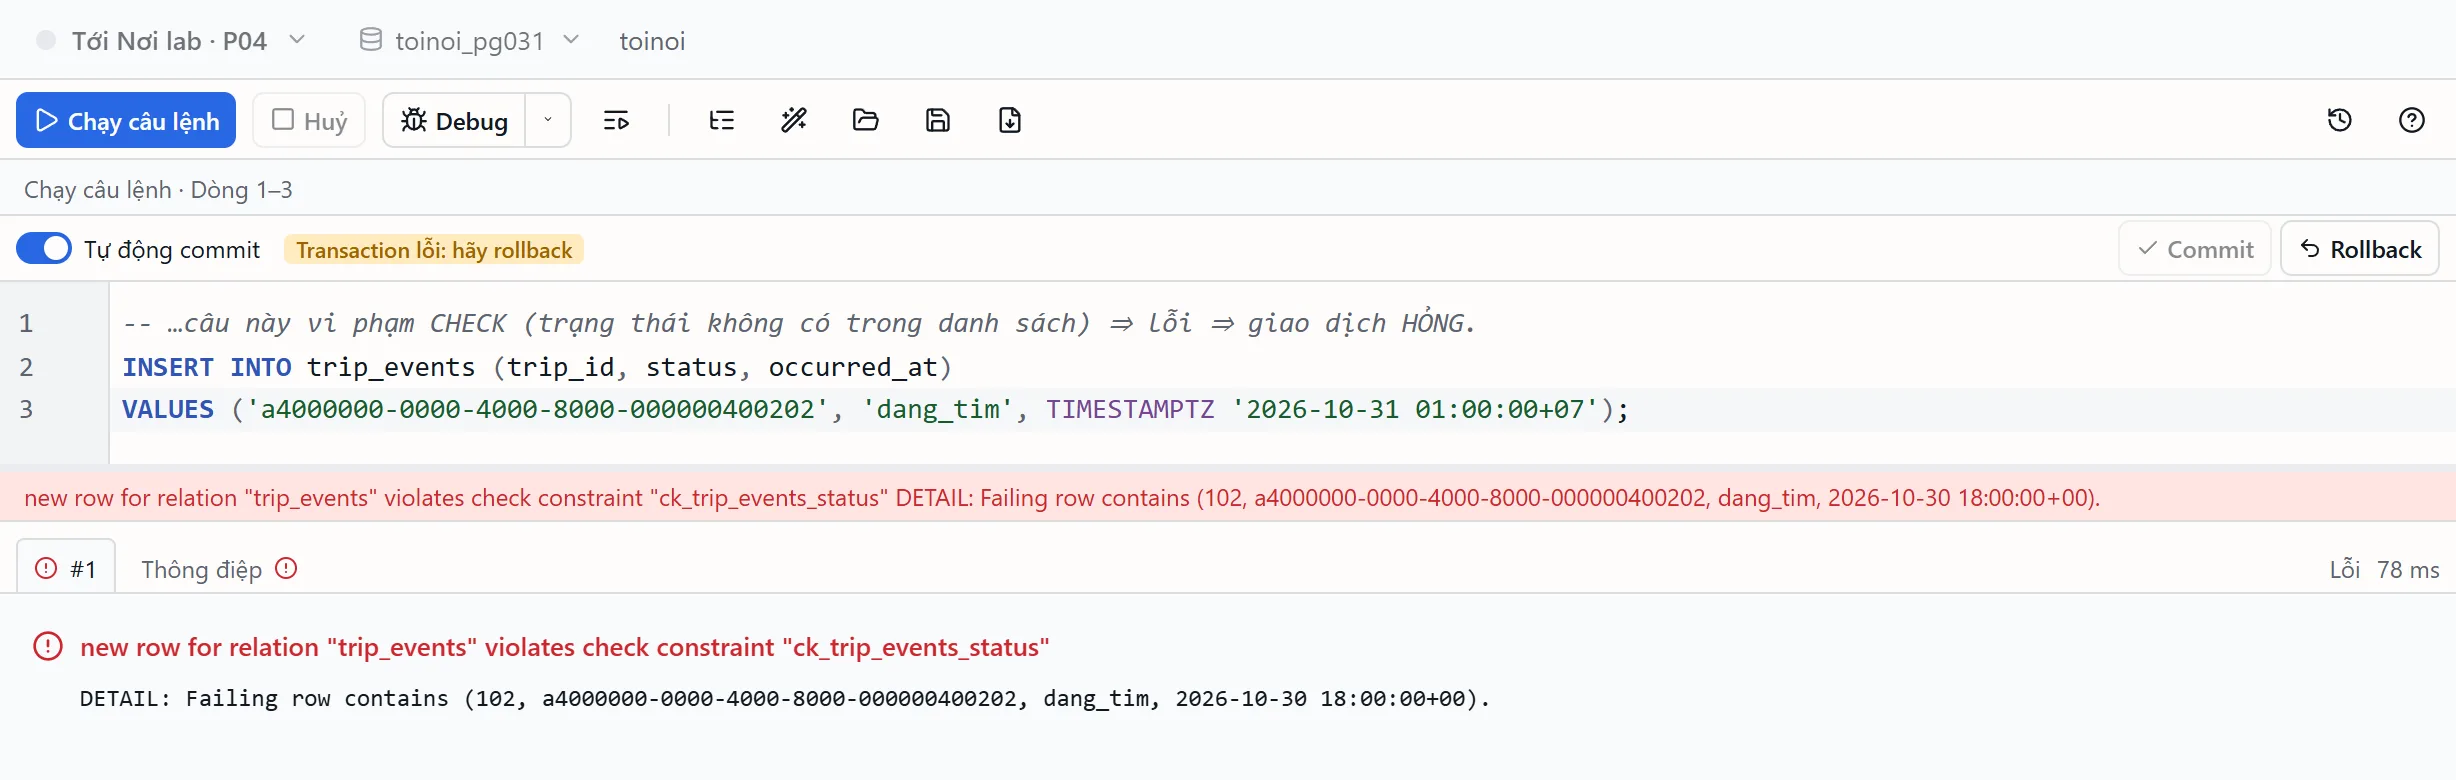 Tới Nơi lab · P04 toinoi_pg031 toinoi
Chạy câu lệnh Huỷ Debug
Chạy câu lệnh · Dòng 1–3
Tự động commit Transaction lỗi: hãy rollback Commit Rollback
1 -- …câu này vi phạm CHECK (trạng thái không có trong danh sách) ⇒ lỗi ⇒ giao dịch HỎNG.
2 INSERT INTO trip_events (trip_id, status, occurred_at)
3 VALUES ('a4000000-0000-4000-8000-000000400202', 'dang_tim', TIMESTAMPTZ '2026-10-31 01:00:00+07');
new row for relation "trip_events" violates check constraint "ck_trip_events_status" DETAIL: Failing row contains (102, a4000000-0000-4000-8000-000000400202, dang_tim, 2026-10-30 18:00:00+00).
#1 Thông điệp Lỗi 78 ms
new row for relation "trip_events" violates check constraint "ck_trip_events_status"
DETAIL: Failing row contains (102, a4000000-0000-4000-8000-000000400202, dang_tim, 2026-10-30 18:00:00+00).